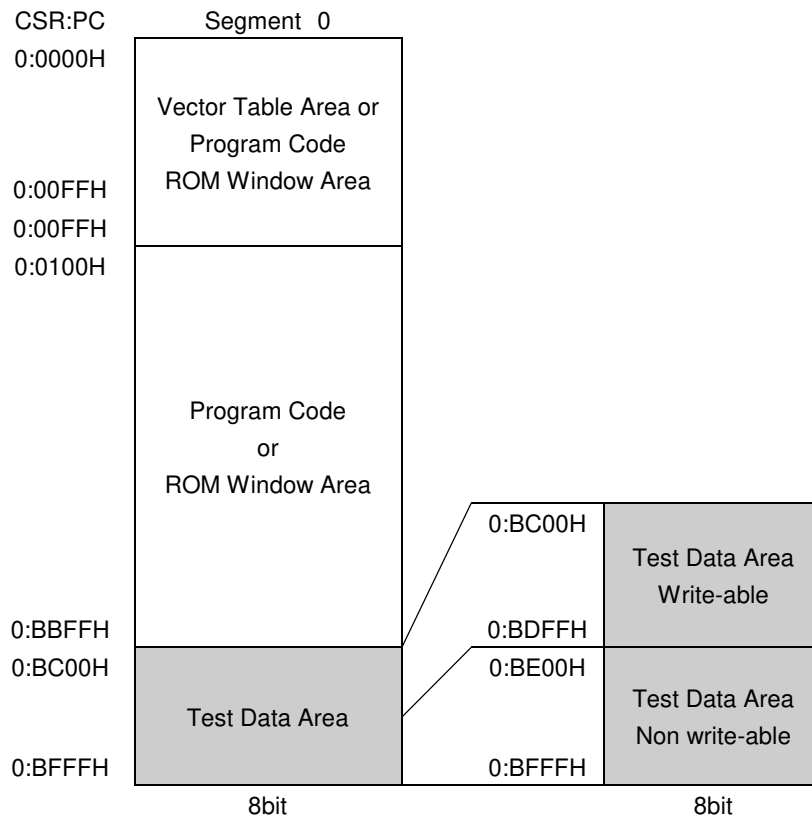 CSR:PC
Segment 0
0:0000H
Vector Table Area or
Program Code
ROM Window Area
0:00FFH
0:00FFH
0:0100H
Program Code
or
ROM Window Area
0:BBFFH
0:BC00H
Test Data Area
0:BFFFH
8bit
0:BC00H
Test Data Area
Write-able
0:BDFFH
0:BE00H
Test Data Area
Non write-able
0:BFFFH
8bit